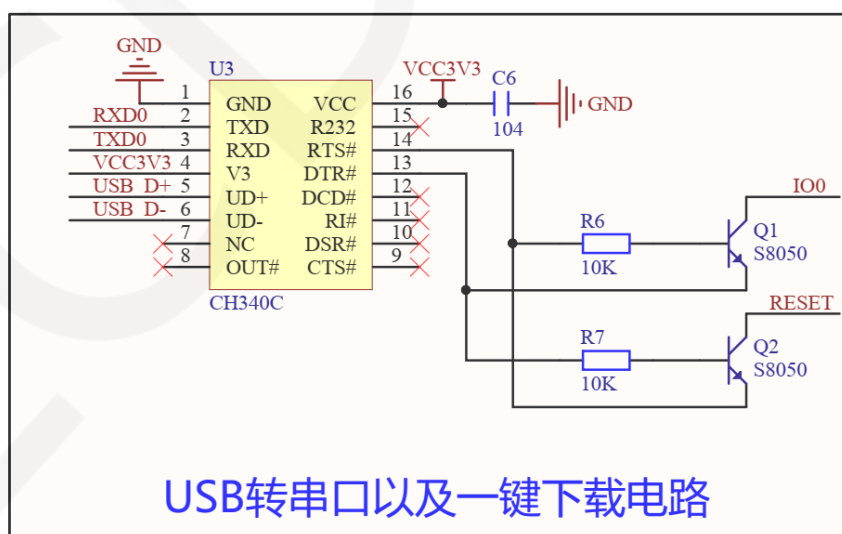 GND
U3
VCC3V3
C6
1
GND
VCC
16
GND
RXD0
2
TXD
R232
15
104
TXD0
3
RXD
RTS#
14
VCC3V3
4
V3
DTR#
13
USB D+
5
UD+
DCD#
12
IO0
USB D-
6
UD-
RI#
11
R6
Q1
7
NC
DSR#
10
S8050
8
OUT#
CTS#
9
10K
CH340C
RESET
R7
Q2
S8050
10K
USB转串口以及一键下载电路